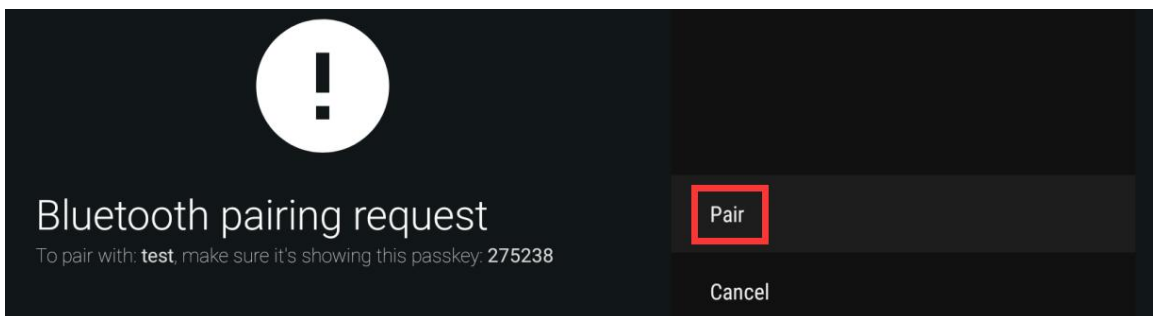 Bluetooth pairing request
To pair with: test, make sure it's showing this passkey: 275238
Pair
Cancel